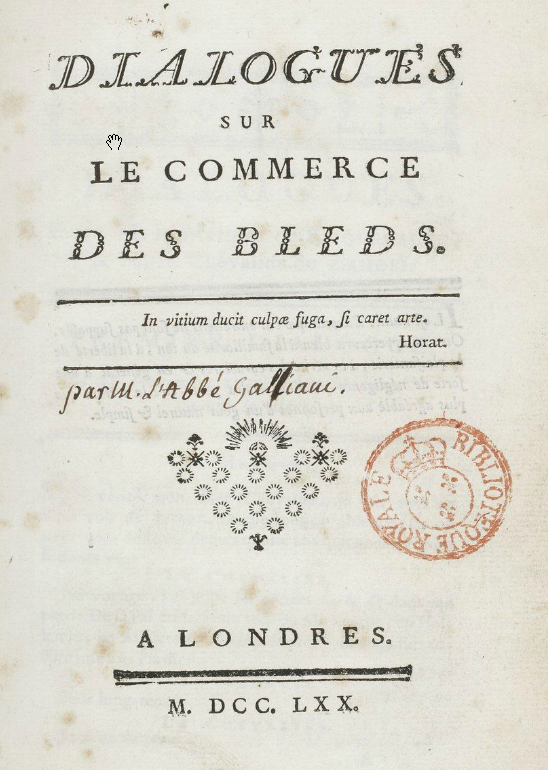 DIALOGUES
SUR
LE COMMERCE
DES BLEDS.
In vitium ducit culpæ fuga, ſi caret arte.
Horat.
par M. L'Abbé Galliani.
BIBLIOTEQUE ROYALE
A LONDRES.
M. DCC. LXX.